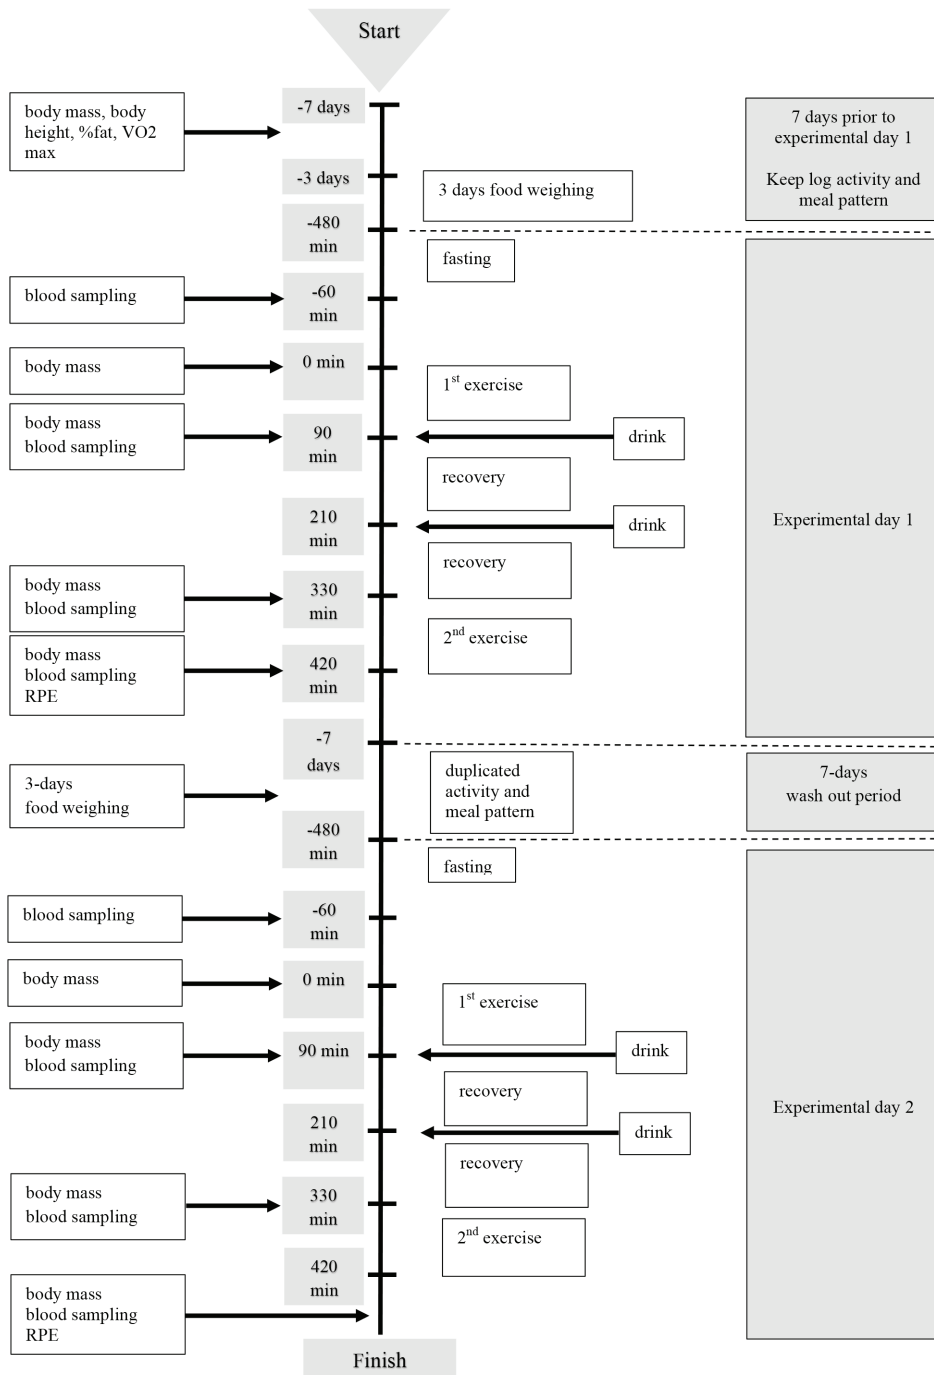 Start
-7 days
body mass, body
height, %fat, VO2
max
7 days prior to
experimental day 1
Keep log activity and
meal pattern
-3 days
3 days food weighing
-480
min
fasting
blood sampling
-60
min
body mass
0 min
1st exercise
body mass
blood sampling
90
min
drink
recovery
210
min
drink
Experimental day 1
recovery
body mass
blood sampling
330
min
2nd exercise
body mass
blood sampling
RPE
420
min
-7
days
duplicated
activity and
meal pattern
7-days
wash out period
3-days
food weighing
-480
min
fasting
blood sampling
-60
min
body mass
0 min
1st exercise
body mass
blood sampling
90 min
drink
recovery
Experimental day 2
210
min
drink
recovery
body mass
blood sampling
330
min
2nd exercise
420
min
body mass
blood sampling
RPE
Finish